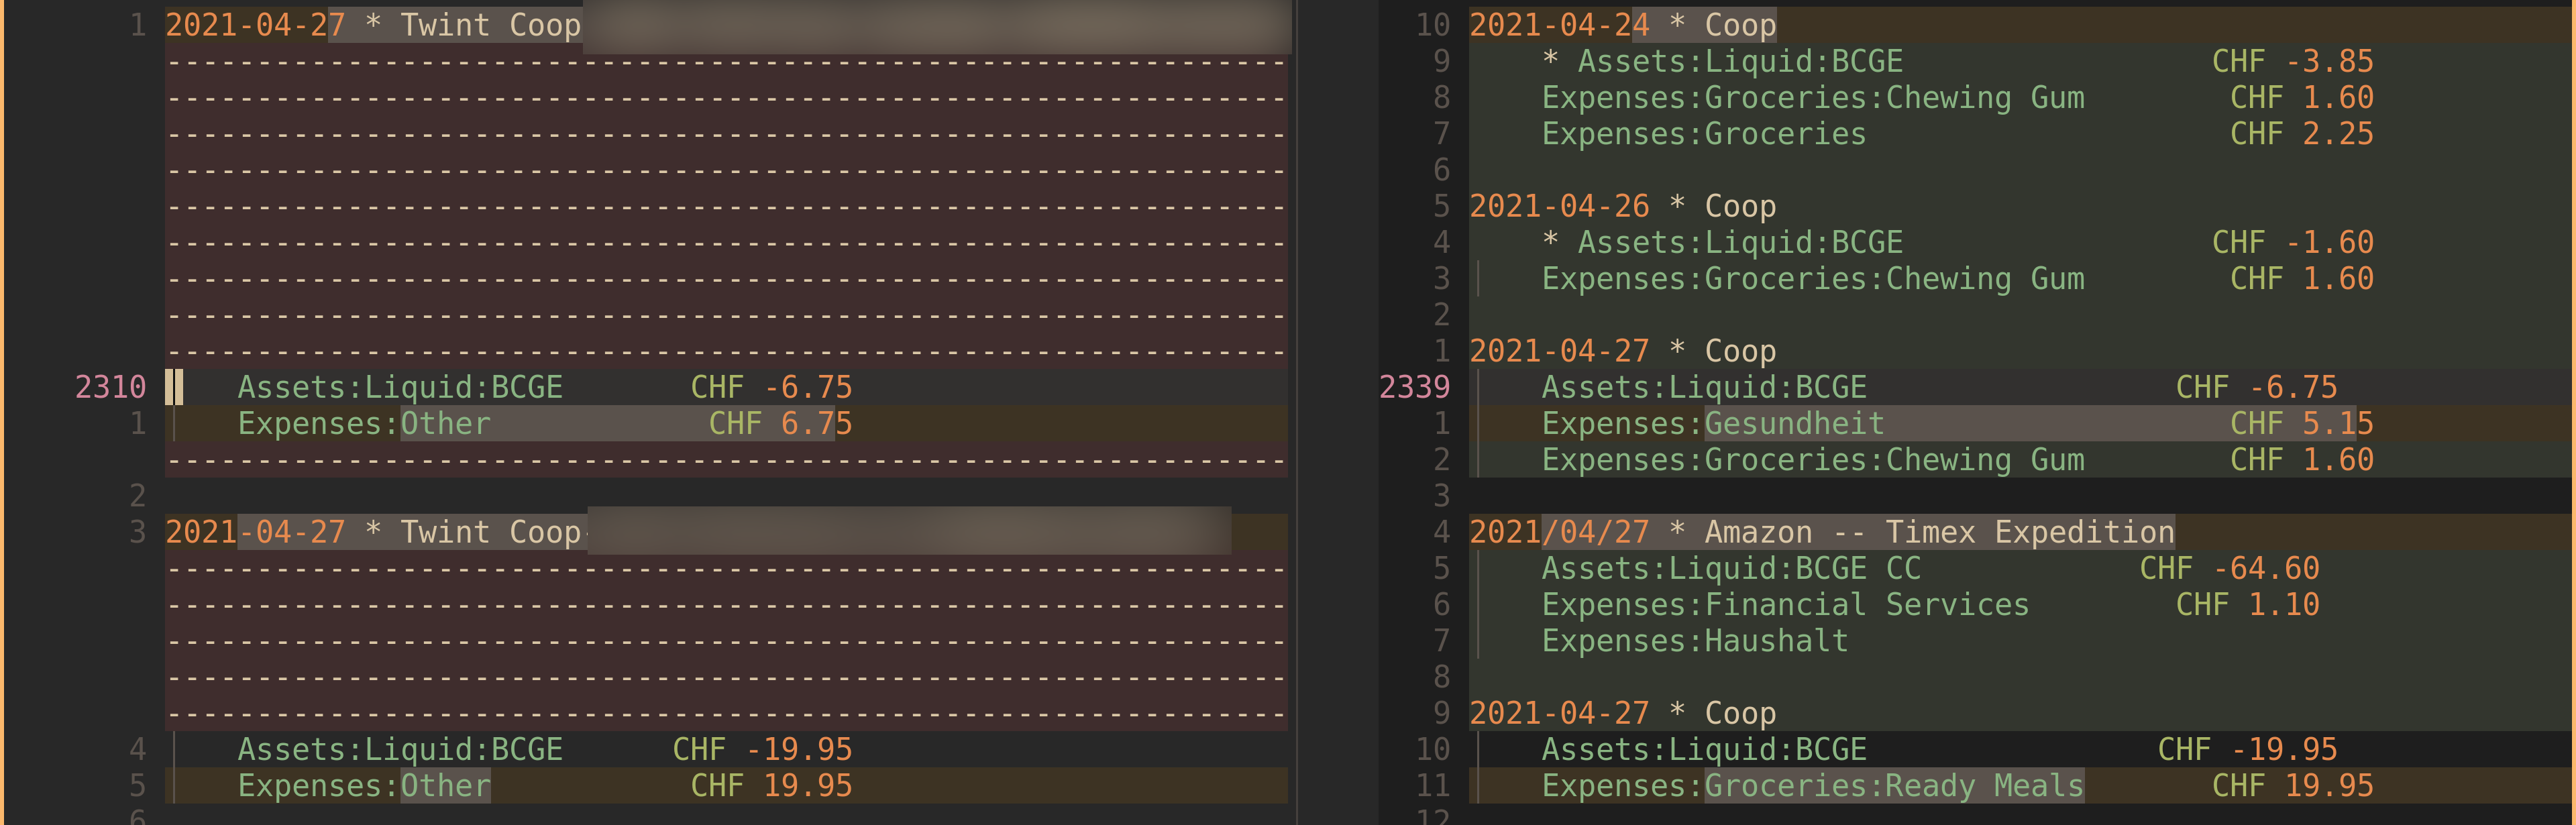 1 2021-04-27 * Twint Coop
--------------------------------------------------------------
--------------------------------------------------------------
--------------------------------------------------------------
--------------------------------------------------------------
--------------------------------------------------------------
--------------------------------------------------------------
--------------------------------------------------------------
--------------------------------------------------------------
--------------------------------------------------------------
2310 Assets:Liquid:BCGE CHF -6.75
1 Expenses:Other CHF 6.75
--------------------------------------------------------------
2
3 2021-04-27 * Twint Coop-
--------------------------------------------------------------
--------------------------------------------------------------
--------------------------------------------------------------
--------------------------------------------------------------
--------------------------------------------------------------
4 Assets:Liquid:BCGE CHF -19.95
5 Expenses:Other CHF 19.95
6
10 2021-04-24 * Coop
9 * Assets:Liquid:BCGE CHF -3.85
8 Expenses:Groceries:Chewing Gum CHF 1.60
7 Expenses:Groceries CHF 2.25
6
5 2021-04-26 * Coop
4 * Assets:Liquid:BCGE CHF -1.60
3 Expenses:Groceries:Chewing Gum CHF 1.60
2
1 2021-04-27 * Coop
2339 Assets:Liquid:BCGE CHF -6.75
1 Expenses:Gesundheit CHF 5.15
2 Expenses:Groceries:Chewing Gum CHF 1.60
3
4 2021/04/27 * Amazon -- Timex Expedition
5 Assets:Liquid:BCGE CC CHF -64.60
6 Expenses:Financial Services CHF 1.10
7 Expenses:Haushalt
8
9 2021-04-27 * Coop
10 Assets:Liquid:BCGE CHF -19.95
11 Expenses:Groceries:Ready Meals CHF 19.95
12